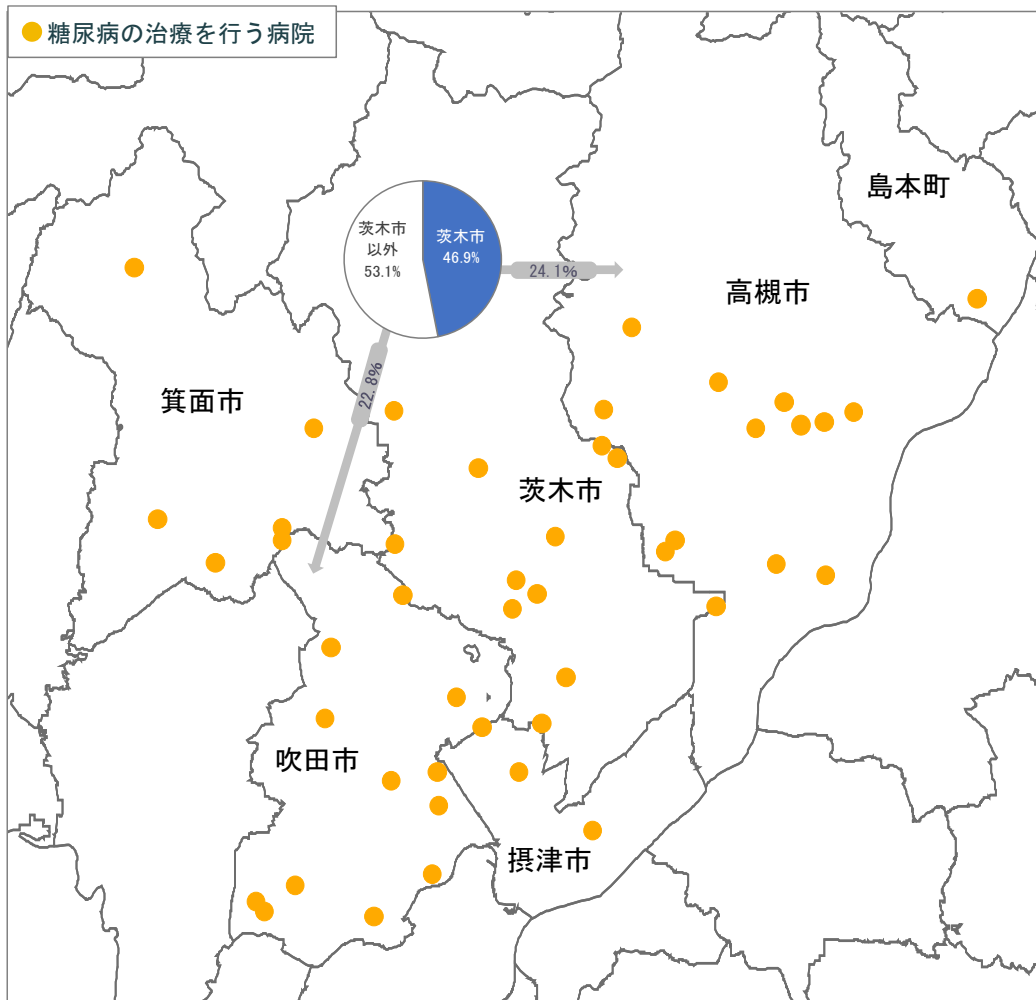 糖尿病の治療を行う病院
島本町
茨木市
以外
53.1%
茨木市
46.9%
24.1%
高槻市
22.8%
箕面市
茨木市
吹田市
摂津市